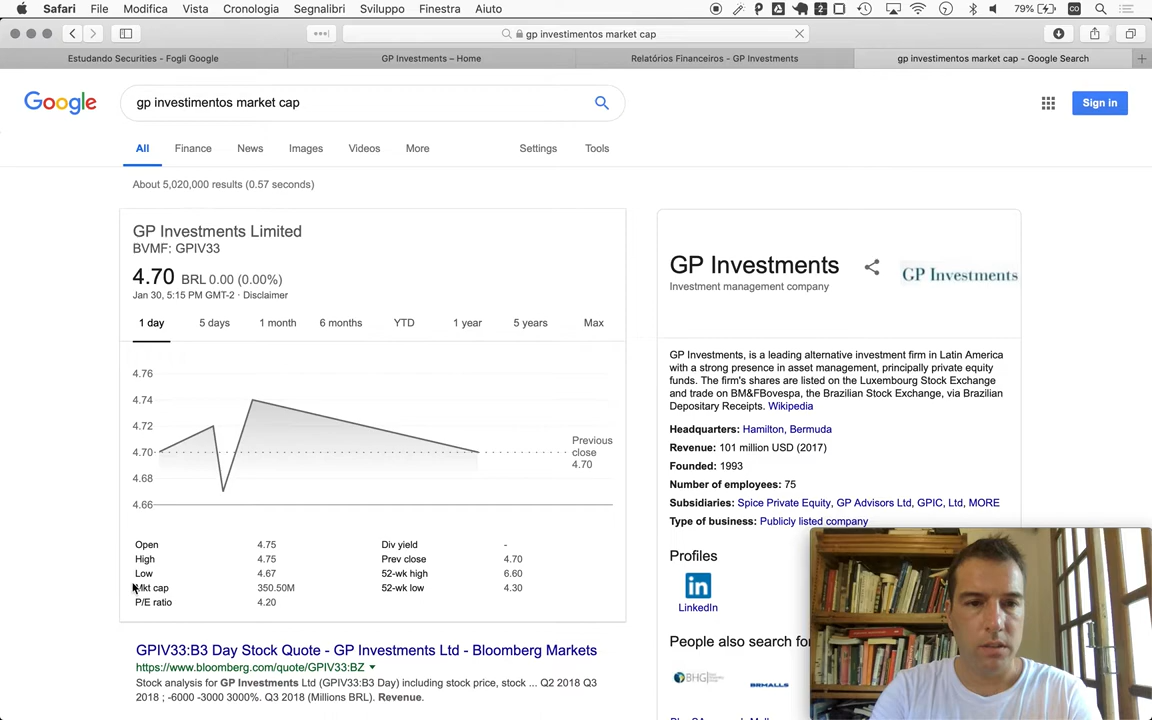 Safari File Modifica Vista Cronologia Segnalibri Sviluppo Finestra Aiuto 2 79% CO
gp investimentos market cap
Estudando Securities - Fogli Google GP Investments – Home Relatórios Financeiros - GP Investments gp investimentos market cap - Google Search
Google gp investimentos market cap Sign in
All Finance News Images Videos More Settings Tools
About 5,020,000 results (0.57 seconds)
GP Investments Limited
BVMF: GPIV33
4.70 BRL 0.00 (0.00%)
Jan 30, 5:15 PM GMT-2 · Disclaimer
1 day 5 days 1 month 6 months YTD 1 year 5 years Max
4.76
4.74
4.72
4.70
4.68
4.66
Previous
close
4.70
Open 4.75 Div yield -
High 4.75 Prev close 4.70
Low 4.67 52-wk high 6.60
Mkt cap 350.50M 52-wk low 4.30
P/E ratio 4.20
GPIV33:B3 Day Stock Quote - GP Investments Ltd - Bloomberg Markets
https://www.bloomberg.com/quote/GPIV33:BZ
Stock analysis for GP Investments Ltd (GPIV33:B3 Day) including stock price, stock ... Q2 2018 Q3
2018 ; -6000 -3000 3000%. Q3 2018 (Millions BRL). Revenue.
GP Investments
Investment management company
GP Investments
GP Investments, is a leading alternative investment firm in Latin America
with a strong presence in asset management, principally private equity
funds. The firm's shares are listed on the Luxembourg Stock Exchange
and trade on BM&FBovespa, the Brazilian Stock Exchange, via Brazilian
Depositary Receipts. Wikipedia
Headquarters: Hamilton, Bermuda
Revenue: 101 million USD (2017)
Founded: 1993
Number of employees: 75
Subsidiaries: Spice Private Equity, GP Advisors Ltd, GPIC, Ltd, MORE
Type of business: Publicly listed company
Profiles
in
LinkedIn
People also search for
BHG BRMALLS